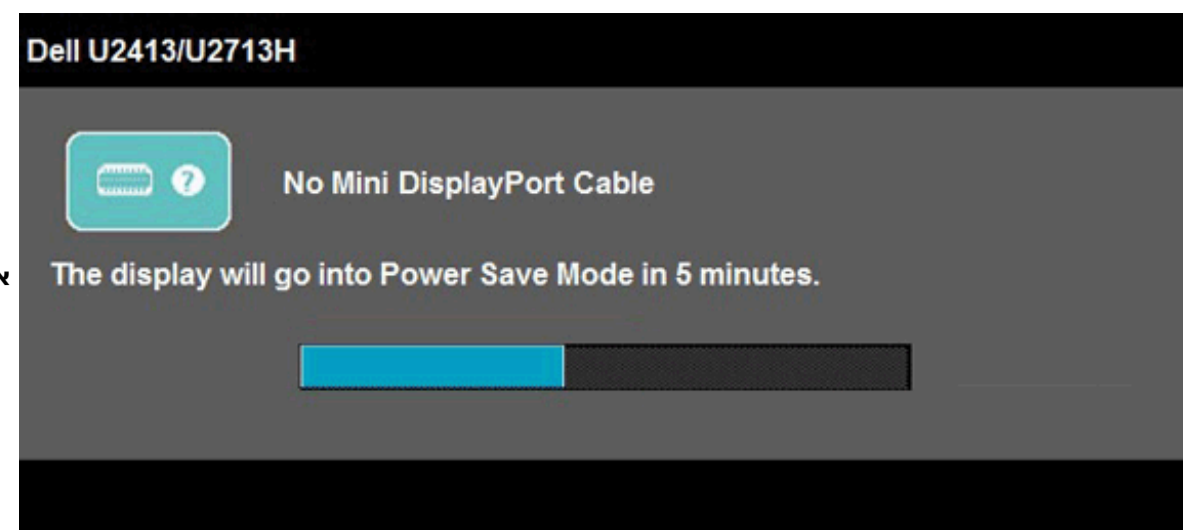 Dell U2413/U2713H
?
No Mini DisplayPort Cable
The display will go into Power Save Mode in 5 minutes.
א